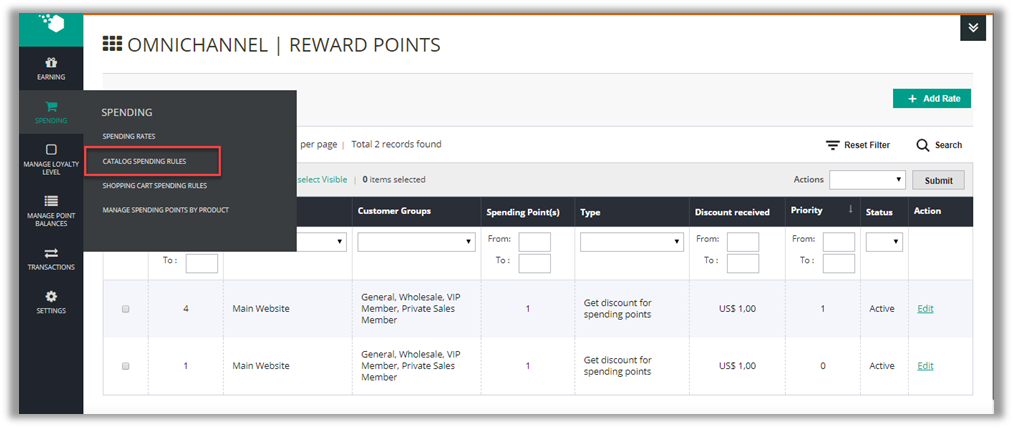 OMNICHANNEL | REWARD POINTS
EARNING
SPENDING
MANAGE LOYALTY
LEVEL
MANAGE POINT
BALANCES
TRANSACTIONS
SETTINGS
SPENDING
SPENDING RATES
CATALOG SPENDING RULES
SHOPPING CART SPENDING RULES
MANAGE SPENDING POINTS BY PRODUCT
+ Add Rate
per page | Total 2 records found
Reset Filter
Search
select Visible | 0 items selected
Actions
Submit
Customer Groups
Spending Point(s)
Type
Discount received
Priority ↓
Status
Action
From:
To :
From:
To :
From:
To :
To :
4
Main Website
General, Wholesale, VIP
Member, Private Sales
Member
1
Get discount for
spending points
US$ 1,00
1
Active
Edit
1
Main Website
General, Wholesale, VIP
Member, Private Sales
Member
1
Get discount for
spending points
US$ 1,00
0
Active
Edit